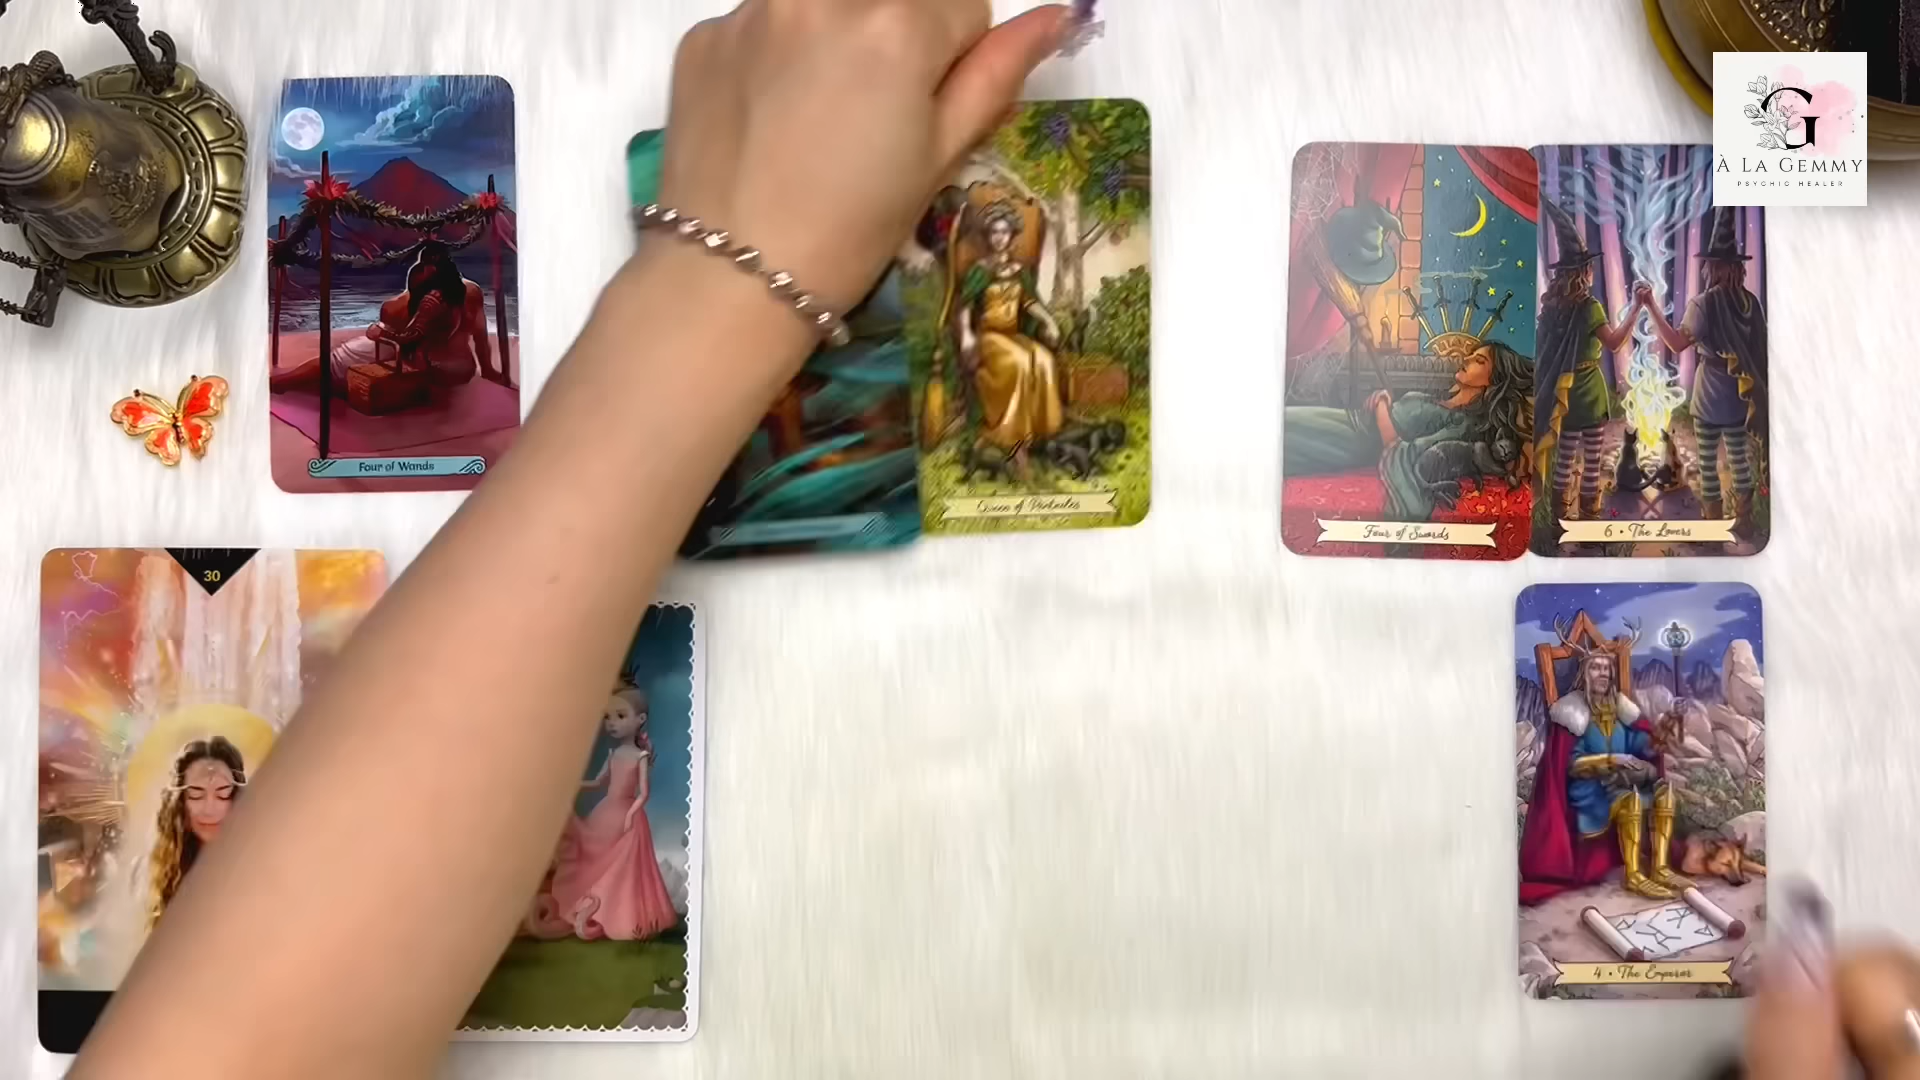 G
À LA GEMMY
PSYCHIC HEALER
Four of Wands
Queen of Pentacles
Four of Swords
6 • The Lovers
30
4 • The Emperor